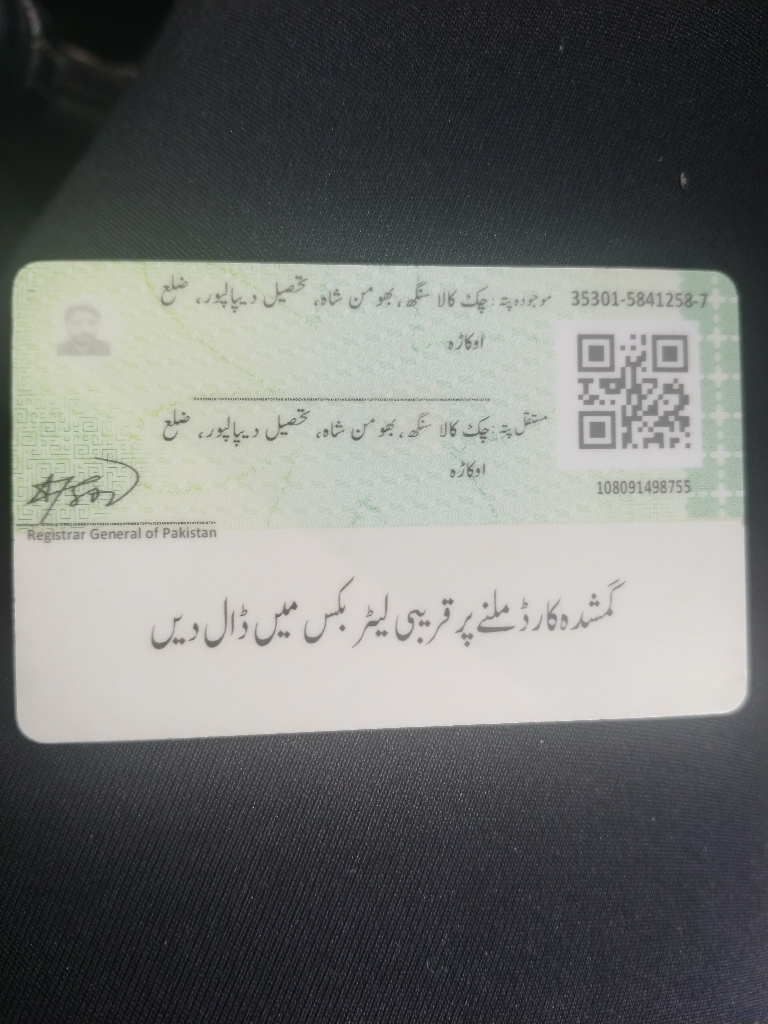 35301-5841258-7
موجودہ پتہ : چک کالا سنگھ ، بھومن شاہ، تحصیل دیپالپور، ضلع
اوکاڑہ
مستقل پتہ : چک کالا سنگھ ، بھومن شاہ، تحصیل دیپالپور، ضلع
اوکاڑہ
108091498755
Registrar General of Pakistan
گمشدہ کارڈ ملنے پر قریبی لیٹر بکس میں ڈال دیں